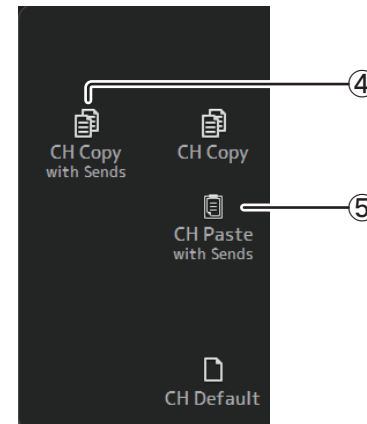 ④
CH Copy
with Sends
CH Copy
⑤
CH Paste
with Sends
CH Default